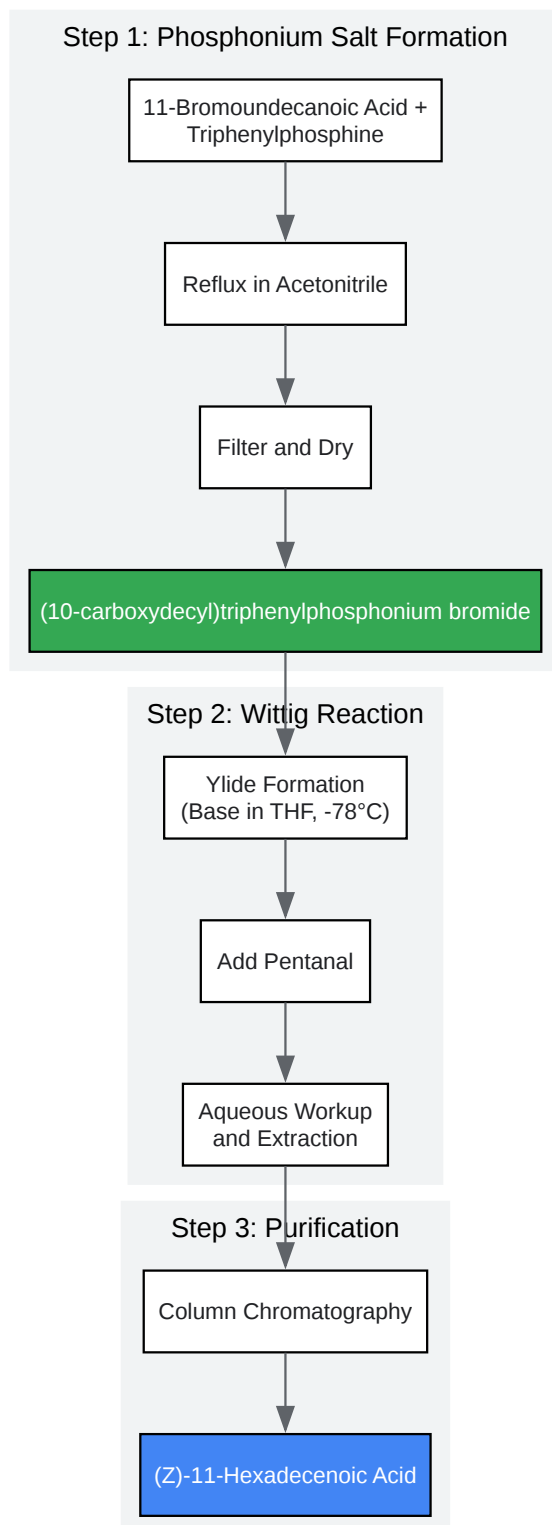 Step 1: Phosphonium Salt Formation
11-Bromoundecanoic Acid +
Triphenylphosphine
Reflux in Acetonitrile
Filter and Dry
(10-carboxydecyl)triphenylphosphonium bromide
Step 2: Wittig Reaction
Ylide Formation
(Base in THF, -78°C)
Add Pentanal
Aqueous Workup
and Extraction
Step 3: Purification
Column Chromatography
(Z)-11-Hexadecenoic Acid